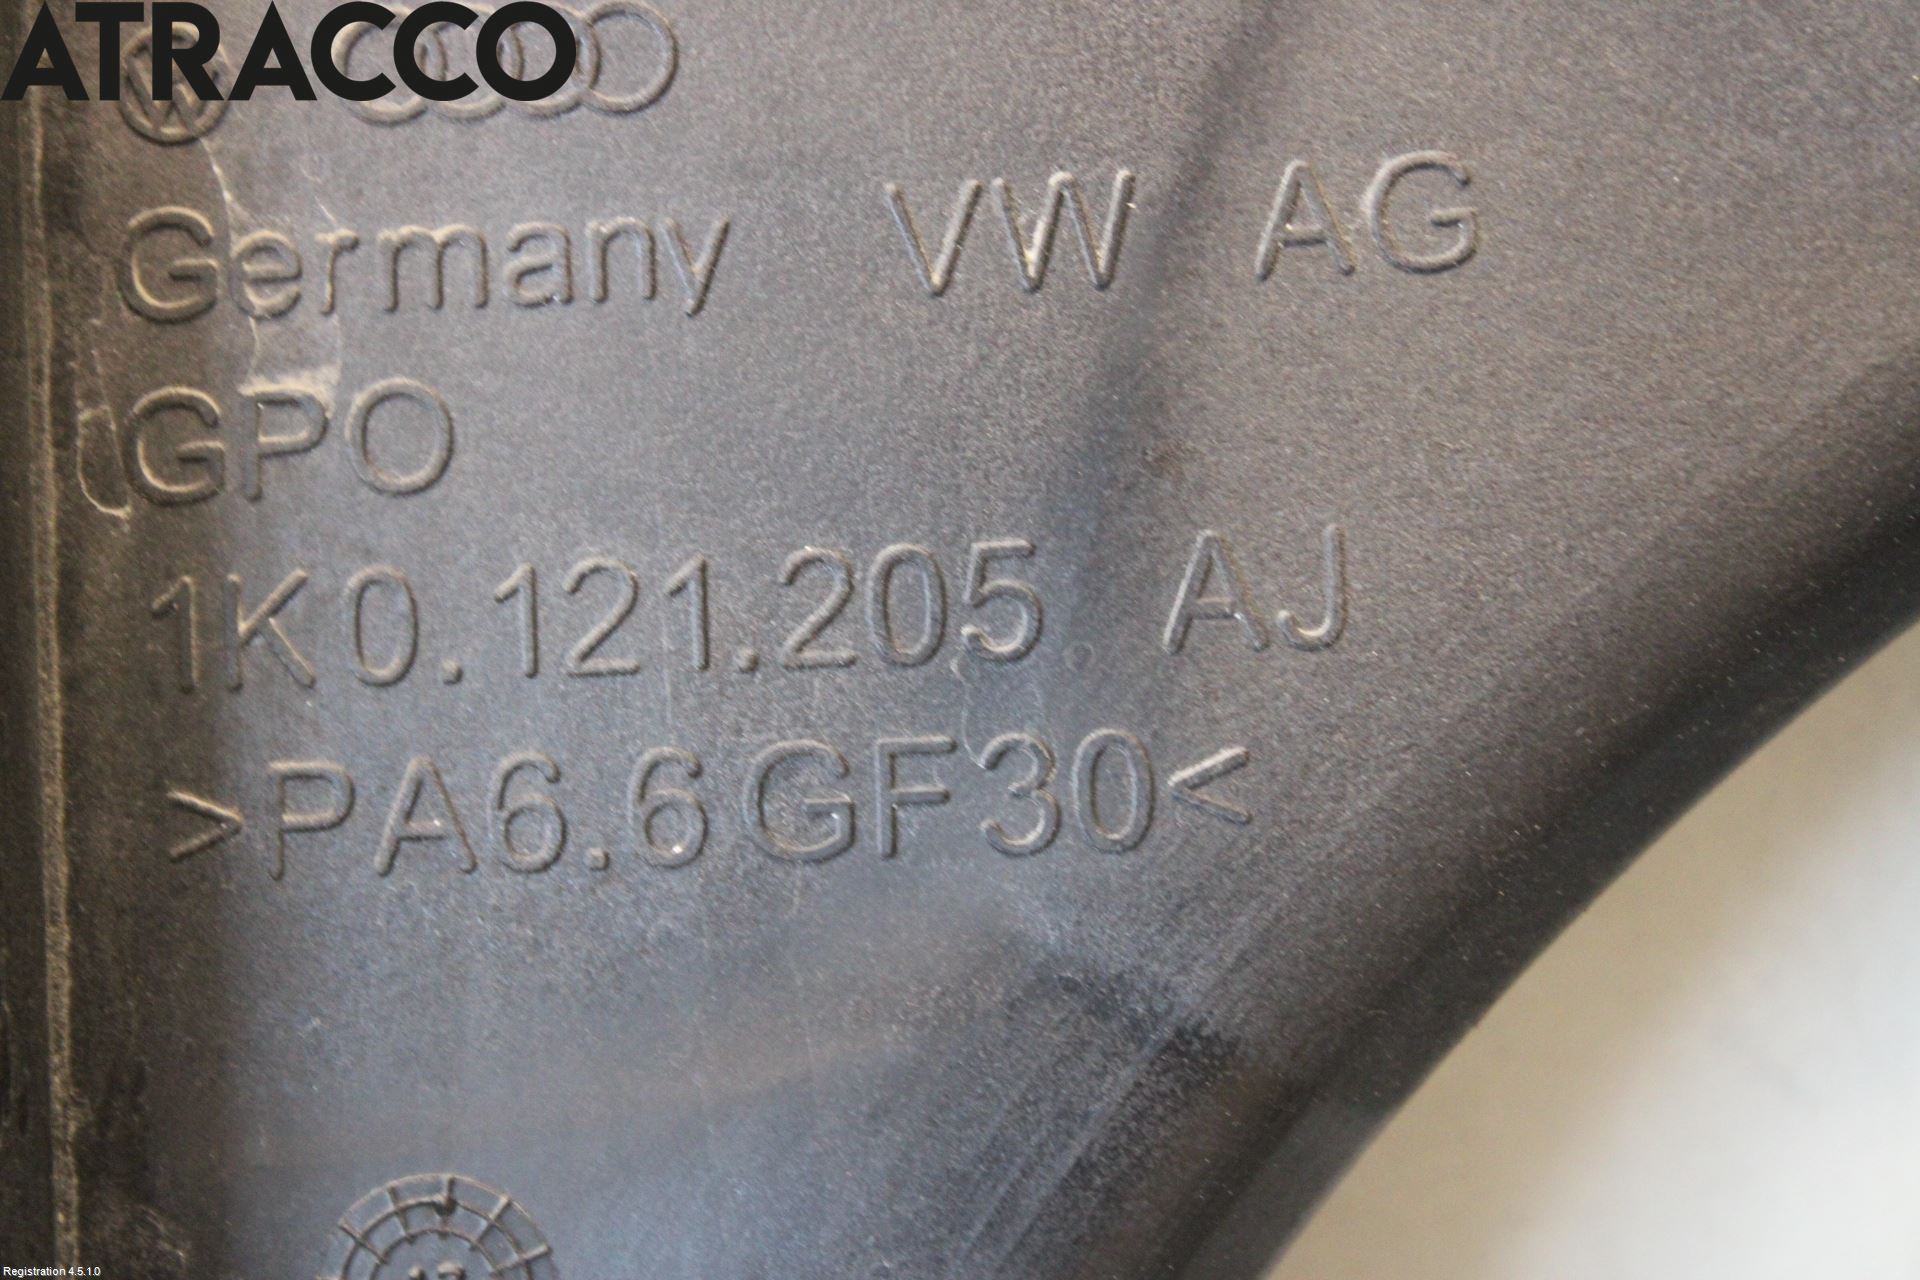 ATRACCO
Germany VW AG
GPO
1K0.121.205 AJ
>PA6.6GF30<
Registration 4.5.1.0